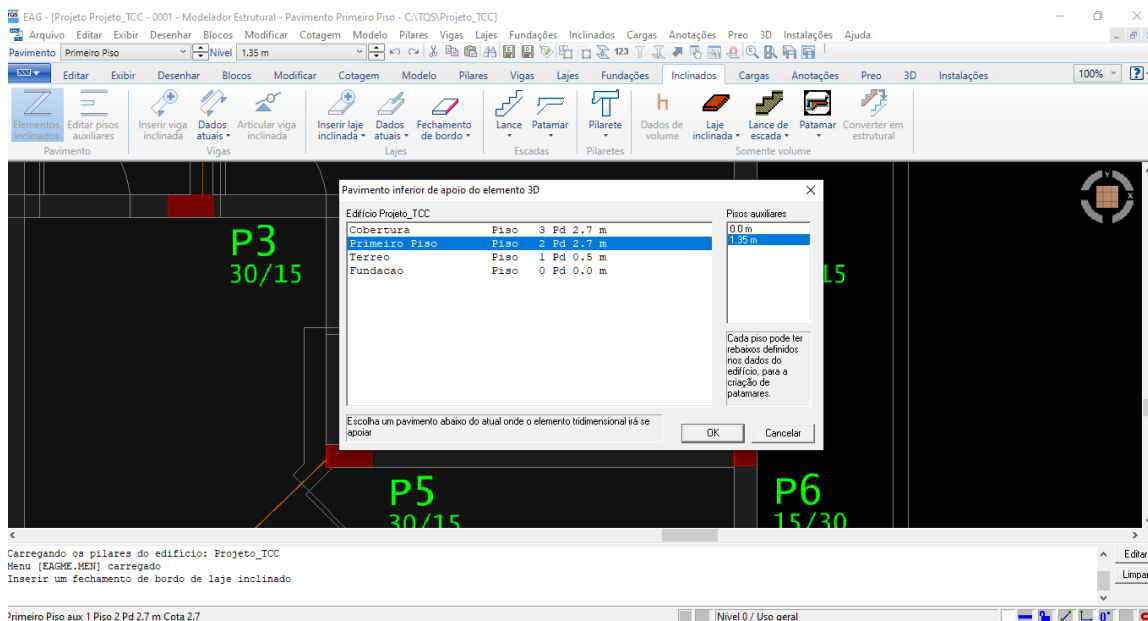 TQS EAG - [Projeto Projeto_TCC - 0001 - Modelador Estrutural - Pavimento Primeiro Piso - C:\TQS\Projeto_TCC]
Arquivo Editar Exibir Desenhar Blocos Modificar Cotagem Modelo Pilares Vigas Lajes Fundações Inclinados Cargas Anotações Preo 3D Instalações Ajuda
Pavimento Primeiro Piso Nível 1.35 m 123
Editar Exibir Desenhar Blocos Modificar Cotagem Modelo Pilares Vigas Lajes Fundações Inclinados Cargas Anotações Preo 3D Instalações 100% ?
Elementos Editar pisos Inserir viga Dados Articular viga Inserir laje Dados Fechamento Lance Patamar Pilarete Dados de Laje Lance de Patamar Converter em
inclinados auxiliares inclinada atuais inclinada inclinada atuais de bordo volume inclinada escada estrutural
Pavimento Vigas Lajes Escadas Pilaretes Somente volume
Pavimento inferior de apoio do elemento 3D
Edifício Projeto_TCC Pisos auxiliares
Cobertura Piso 3 Pd 2.7 m 0.0 m
Primeiro Piso Piso 2 Pd 2.7 m 1.35 m
Terreo Piso 1 Pd 0.5 m
Fundacao Piso 0 Pd 0.0 m
Y
X
P3
30/15
15
Cada piso pode ter
rebaixos definidos
nos dados do
edifício, para a
criação de
patamares.
Escolha um pavimento abaixo do atual onde o elemento tridimensional irá se
apoiar
OK Cancelar
P5
30/15
P6
15/30
Carregando os pilares do edifício: Projeto_TCC
Menu [EAGME.MEN] carregado
Inserir um fechamento de bordo de laje inclinado
Editar
Limpar
Primeiro Piso aux 1 Piso 2 Pd 2.7 m Cota 2.7 Nível 0 / Uso geral